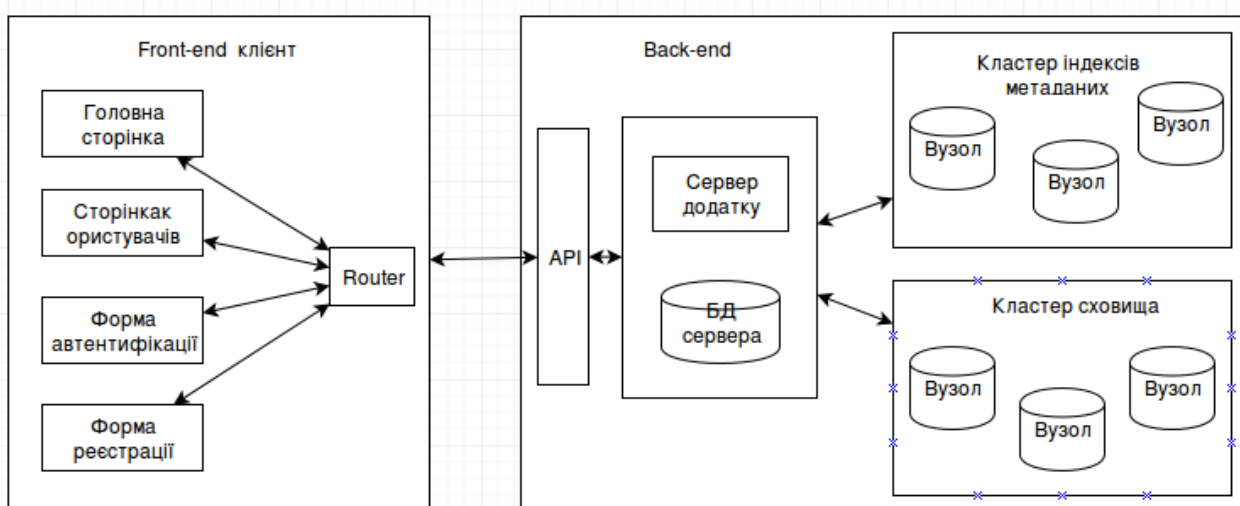 Front-end клієнт
Головна
сторінка
Сторінкак
ористувачів
Форма
автентифікації
Форма
реєстрації
Router
Back-end
API
Сервер
додатку
БД
сервера
Кластер індексів
метаданих
Вузол
Вузол
Вузол
Кластер сховища
Вузол
Вузол
Вузол